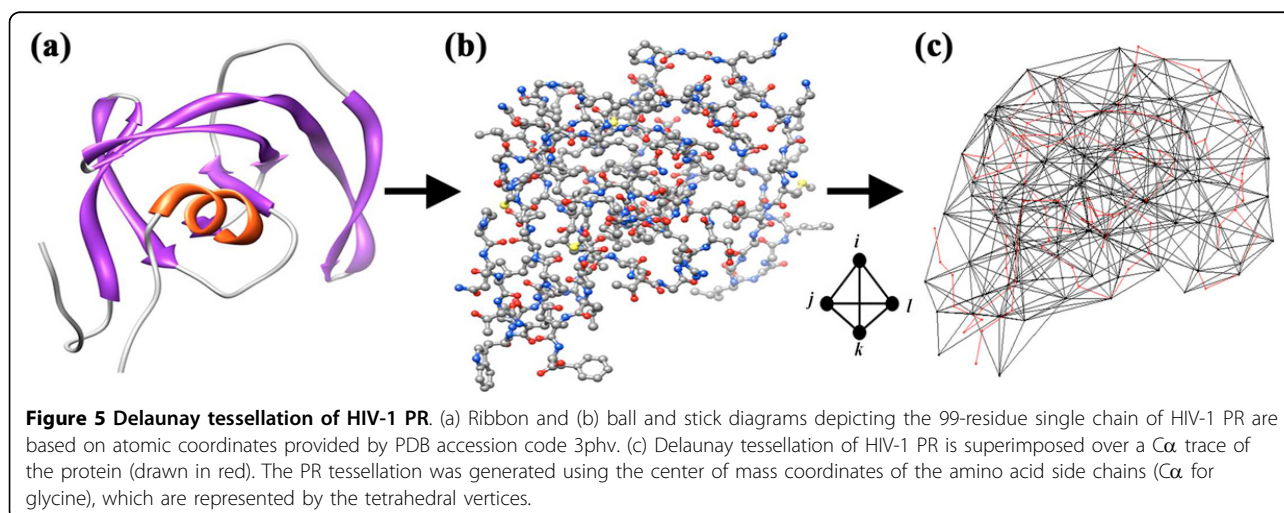 (a)
(b)
(c)
i
j
l
k
Figure 5 Delaunay tessellation of HIV-1 PR. (a) Ribbon and (b) ball and stick diagrams depicting the 99-residue single chain of HIV-1 PR are
based on atomic coordinates provided by PDB accession code 3phv. (c) Delaunay tessellation of HIV-1 PR is superimposed over a Cα trace of
the protein (drawn in red). The PR tessellation was generated using the center of mass coordinates of the amino acid side chains (Cα for
glycine), which are represented by the tetrahedral vertices.